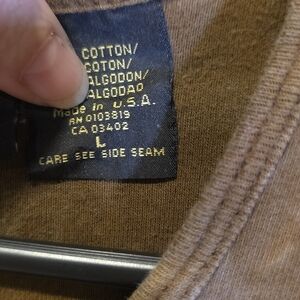 COTTON/
COTON/
ALGODON/
ALGODAO
Made in U.S.A.
RN 0103819
CA 03402
L
CARE SEE SIDE SEAM